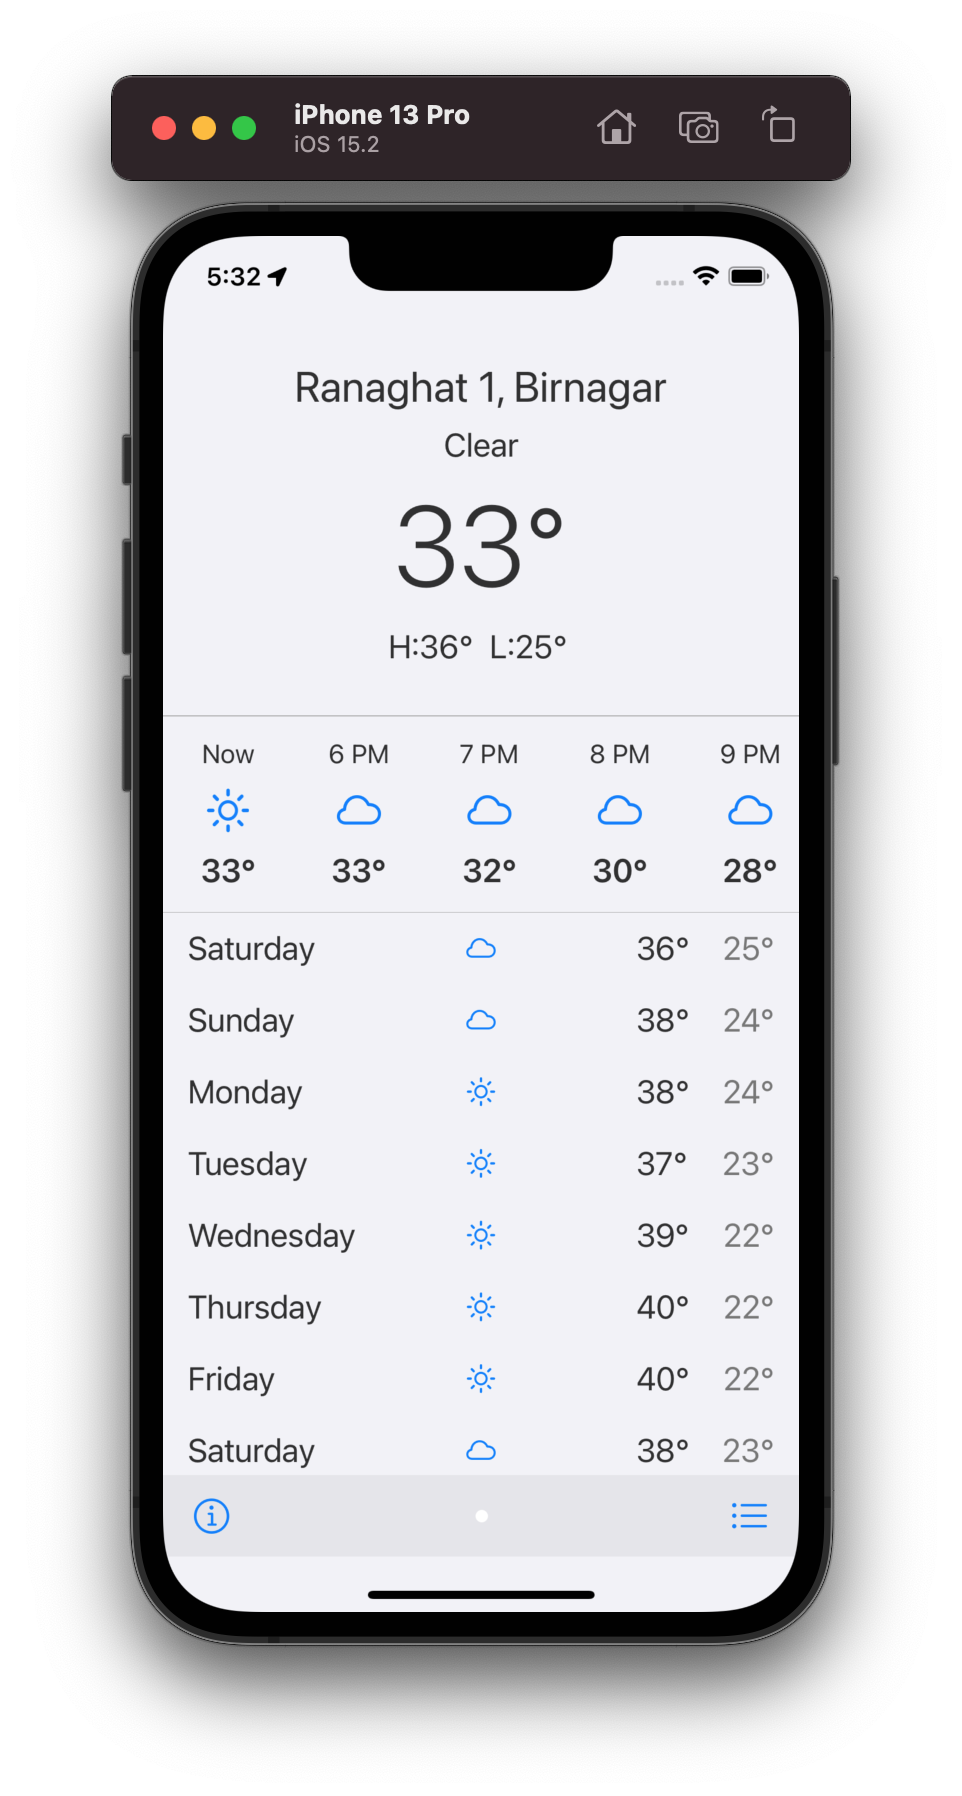 iPhone 13 Pro
iOS 15.2
5:32
Ranaghat 1, Birnagar
Clear
33°
H:36° L:25°
Now 6 PM 7 PM 8 PM 9 PM
33° 33° 32° 30° 28°
Saturday 36° 25°
Sunday 38° 24°
Monday 38° 24°
Tuesday 37° 23°
Wednesday 39° 22°
Thursday 40° 22°
Friday 40° 22°
Saturday 38° 23°